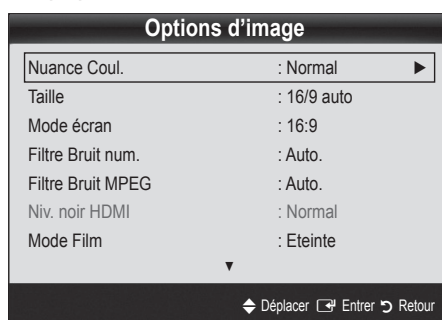 Options d'image
Nuance Coul. : Normal ►
Taille : 16/9 auto
Mode écran : 16:9
Filtre Bruit num. : Auto.
Filtre Bruit MPEG : Auto.
Niv. noir HDMI : Normal
Mode Film : Eteinte
▼
Déplacer Entrer Retour